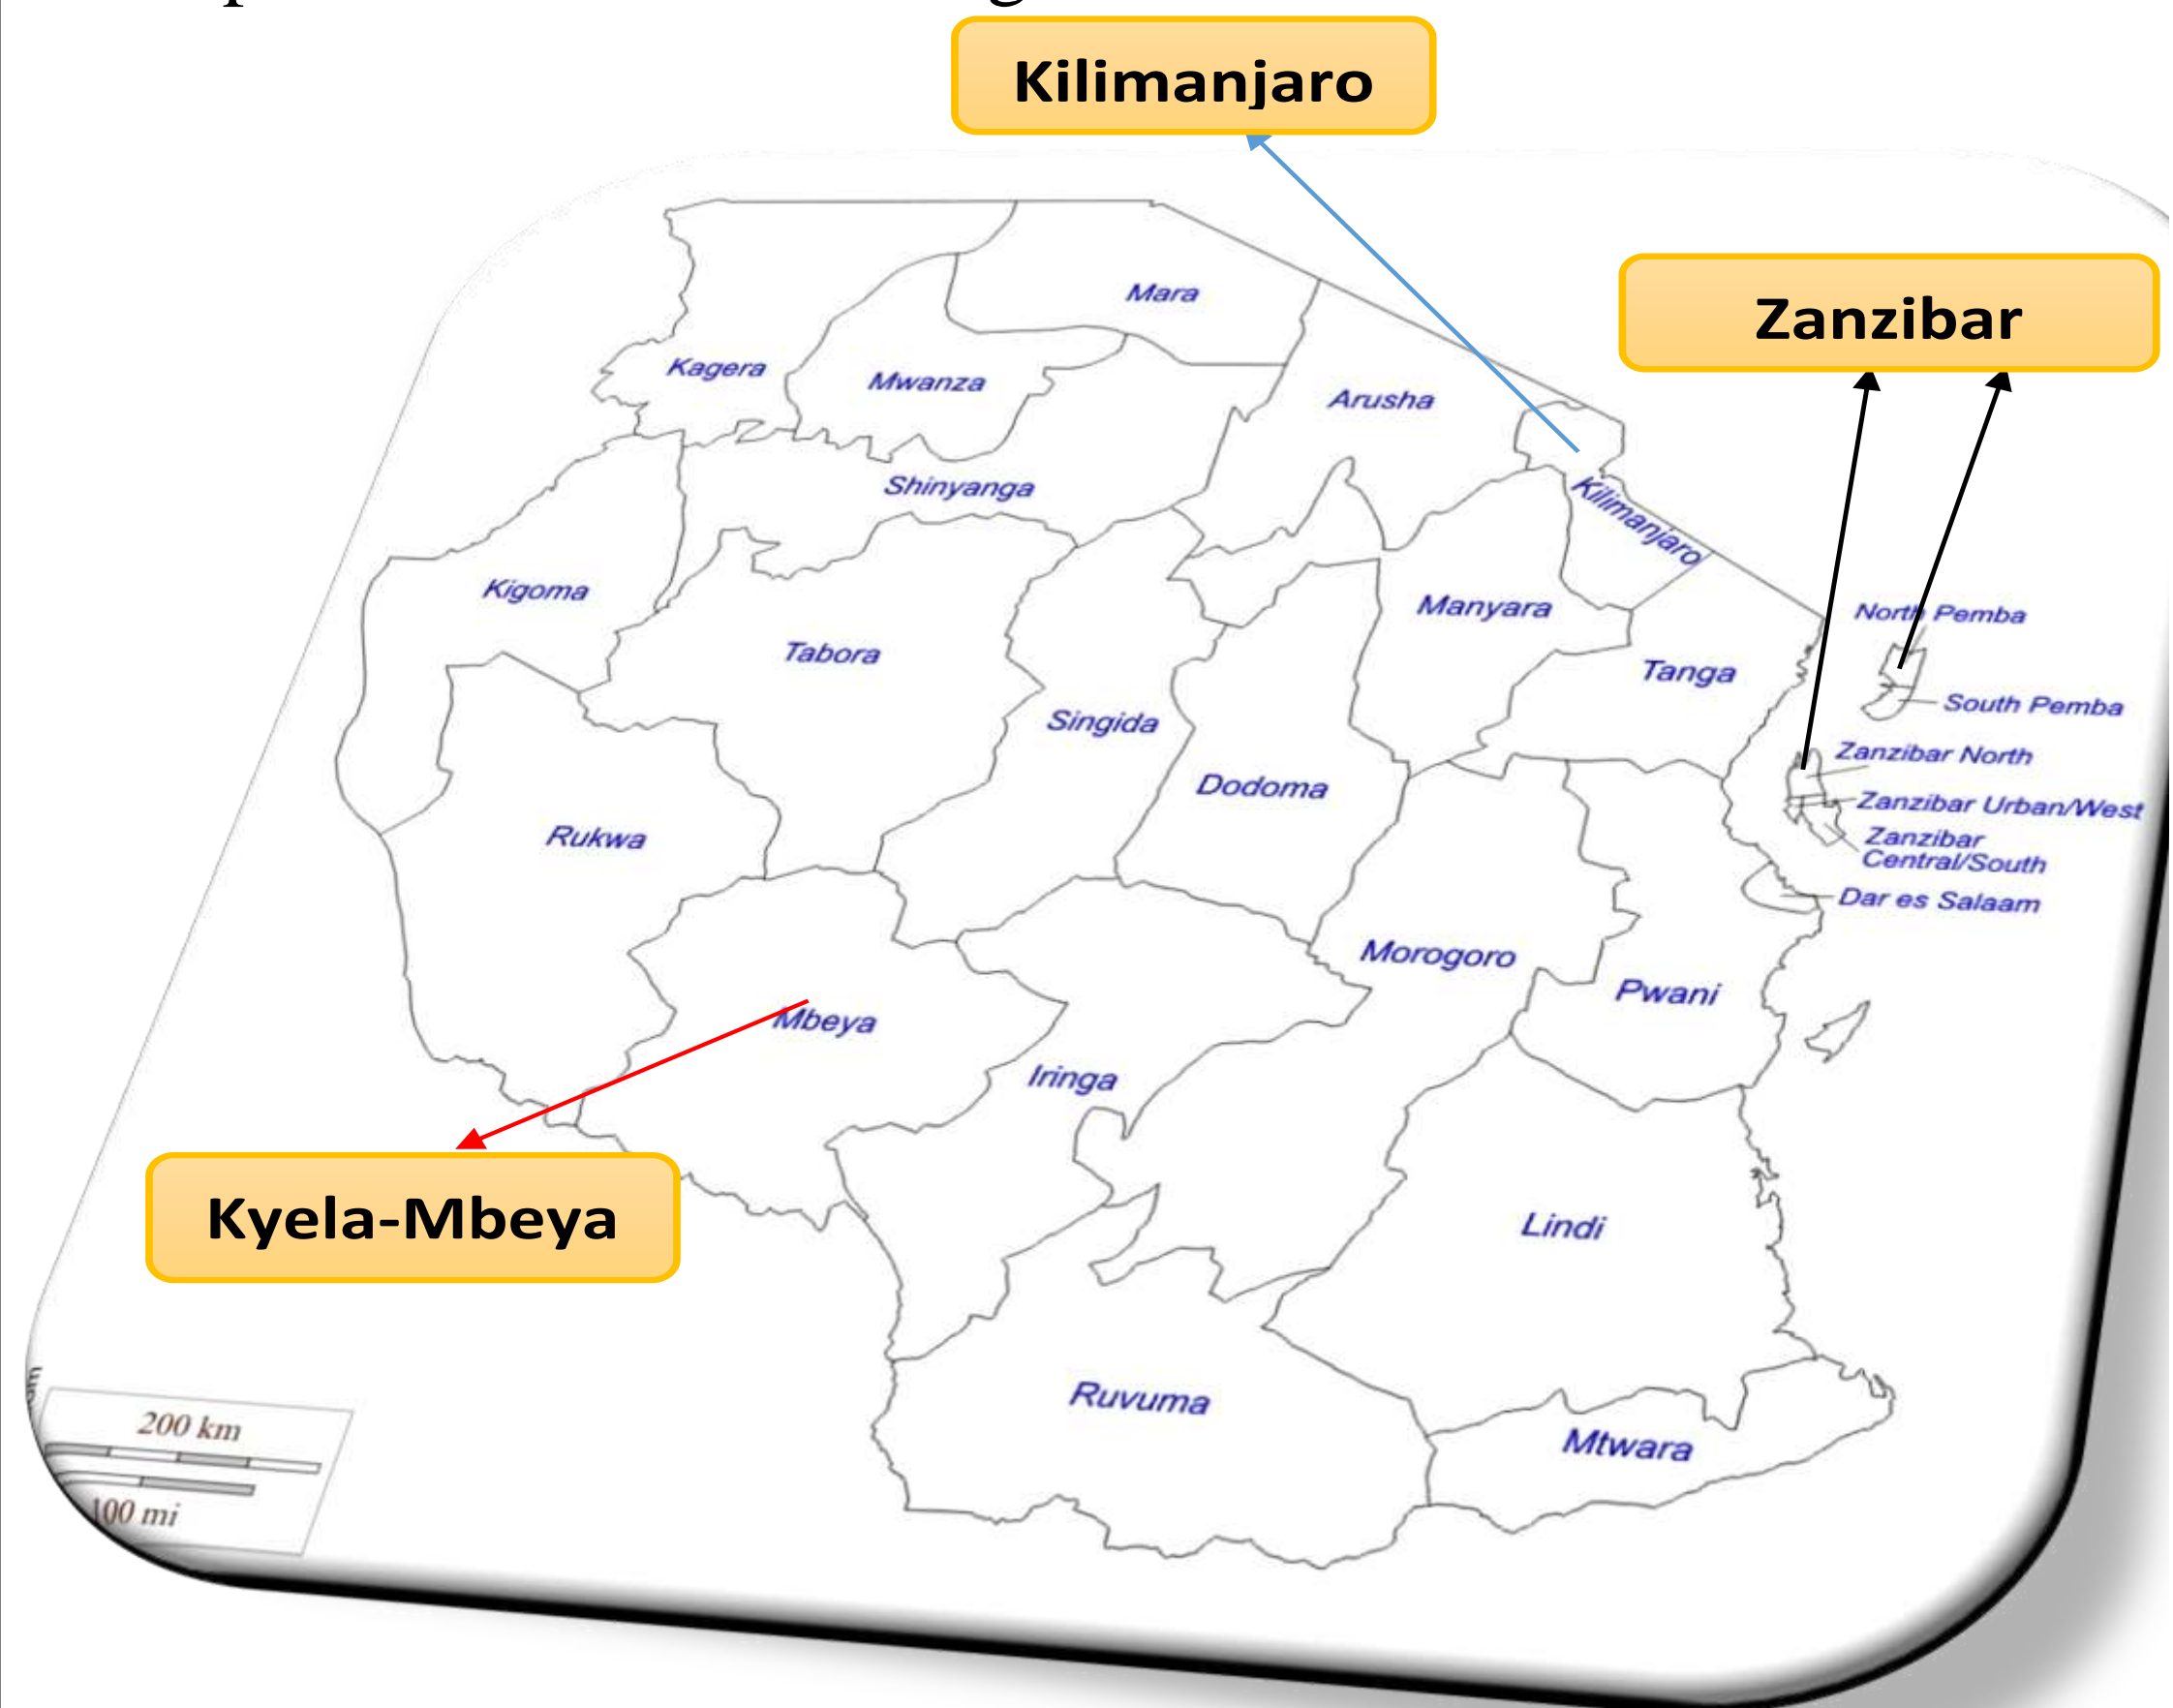 Kilimanjaro
Zanzibar
Mara
Kagera
Mwanza
Arusha
Shinyanga
Kilimanjaro
Kigoma
Manyara
North Pemba
Tabora
Tanga
South Pemba
Singida
Zanzibar North
Dodoma
Zanzibar Urban/West
Rukwa
Zanzibar
Central/South
Dar es Salaam
Morogoro
Pwani
Mbeya
Iringa
Kyela-Mbeya
Lindi
Ruvuma
Mtwara
200 km
100 mi